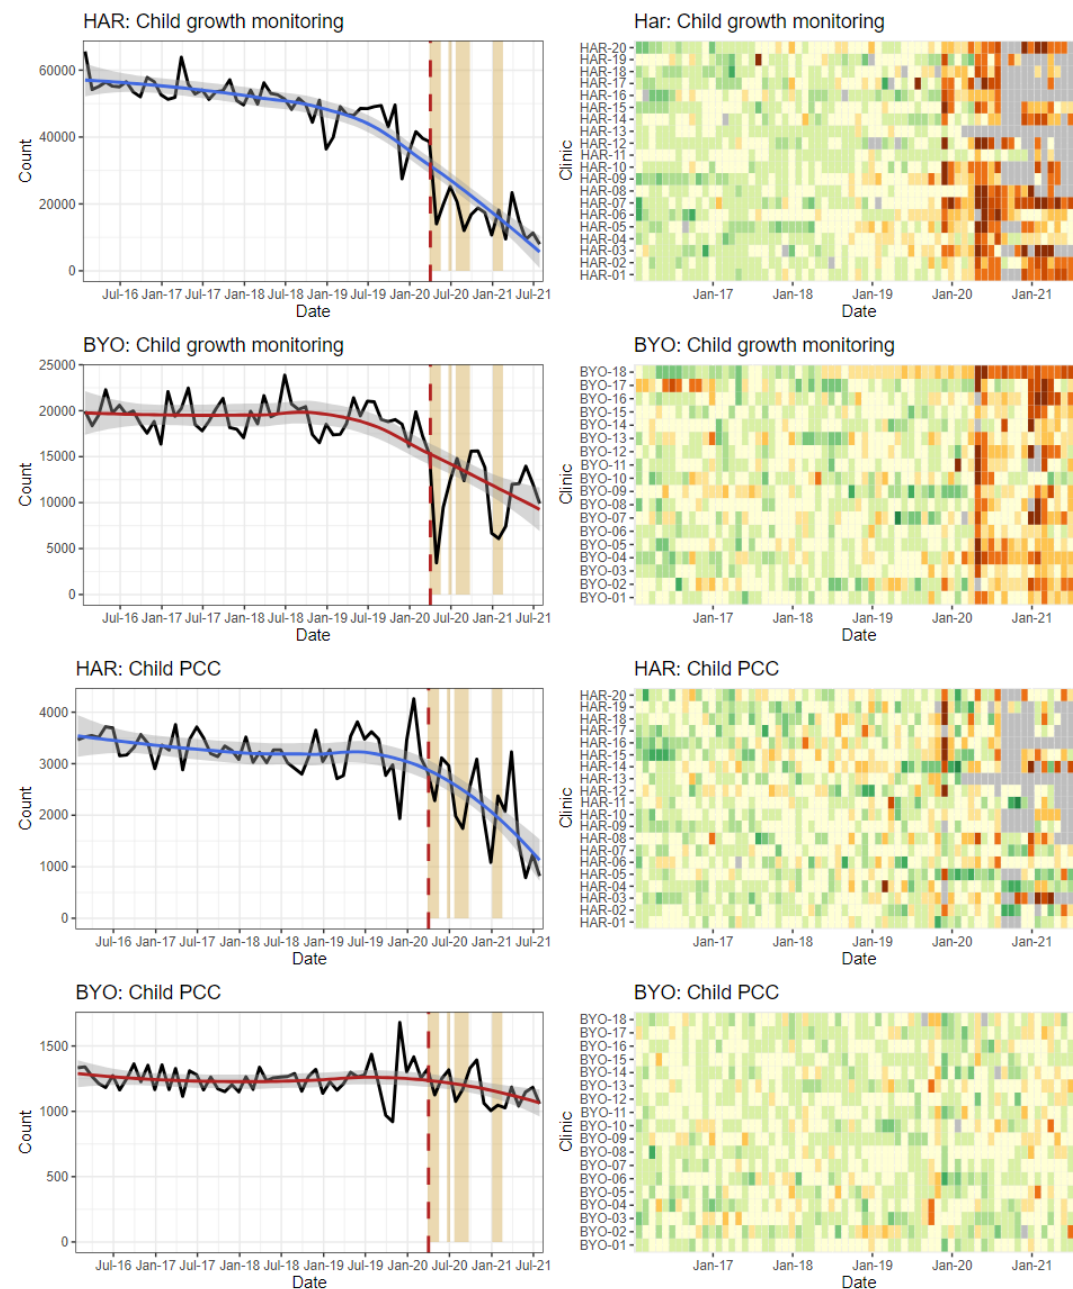 HAR: Child growth monitoring
60000
40000
20000
0
Count
Jul-16 Jan-17 Jul-17 Jan-18 Jul-18 Jan-19 Jul-19 Jan-20 Jul-20 Jan-21 Jul-21
Date
Har: Child growth monitoring
HAR-20
HAR-19
HAR-18
HAR-17
HAR-16
HAR-15
HAR-14
HAR-13
HAR-12
HAR-11
HAR-10
HAR-09
HAR-08
HAR-07
HAR-06
HAR-05
HAR-04
HAR-03
HAR-02
HAR-01
Clinic
Jan-17 Jan-18 Jan-19 Jan-20 Jan-21
Date
BYO: Child growth monitoring
25000
20000
15000
10000
5000
0
Count
Jul-16 Jan-17 Jul-17 Jan-18 Jul-18 Jan-19 Jul-19 Jan-20 Jul-20 Jan-21 Jul-21
Date
BYO: Child growth monitoring
BYO-18
BYO-17
BYO-16
BYO-15
BYO-14
BYO-13
BYO-12
BYO-11
BYO-10
BYO-09
BYO-08
BYO-07
BYO-06
BYO-05
BYO-04
BYO-03
BYO-02
BYO-01
Clinic
Jan-17 Jan-18 Jan-19 Jan-20 Jan-21
Date
HAR: Child PCC
4000
3000
2000
1000
0
Count
Jul-16 Jan-17 Jul-17 Jan-18 Jul-18 Jan-19 Jul-19 Jan-20 Jul-20 Jan-21 Jul-21
Date
HAR: Child PCC
HAR-20
HAR-19
HAR-18
HAR-17
HAR-16
HAR-15
HAR-14
HAR-13
HAR-12
HAR-11
HAR-10
HAR-09
HAR-08
HAR-07
HAR-06
HAR-05
HAR-04
HAR-03
HAR-02
HAR-01
Clinic
Jan-17 Jan-18 Jan-19 Jan-20 Jan-21
Date
BYO: Child PCC
1500
1000
500
0
Count
Jul-16 Jan-17 Jul-17 Jan-18 Jul-18 Jan-19 Jul-19 Jan-20 Jul-20 Jan-21 Jul-21
Date
BYO: Child PCC
BYO-18
BYO-17
BYO-16
BYO-15
BYO-14
BYO-13
BYO-12
BYO-11
BYO-10
BYO-09
BYO-08
BYO-07
BYO-06
BYO-05
BYO-04
BYO-03
BYO-02
BYO-01
Clinic
Jan-17 Jan-18 Jan-19 Jan-20 Jan-21
Date